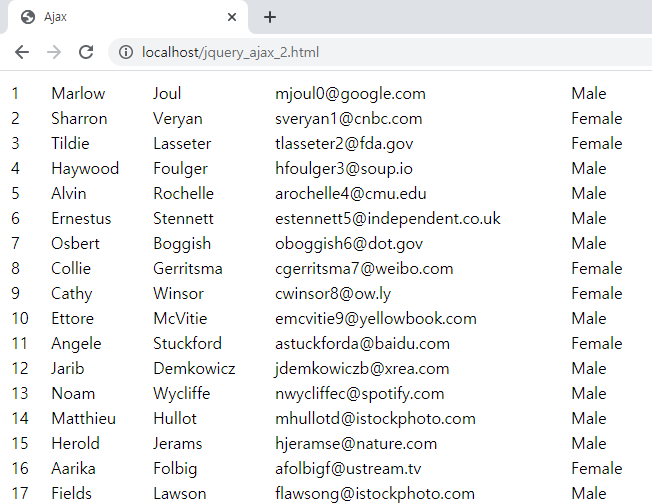 Ajax
localhost/jquery_ajax_2.html
1 Marlow Joul mjoul0@google.com Male
2 Sharron Veryan sveryan1@cnbc.com Female
3 Tildie Lasseter tlasseter2@fda.gov Female
4 Haywood Foulger hfoulger3@soup.io Male
5 Alvin Rochelle arochelle4@cmu.edu Male
6 Ernestus Stennett estennett5@independent.co.uk Male
7 Osbert Boggish oboggish6@dot.gov Male
8 Collie Gerritsma cgerritsma7@weibo.com Female
9 Cathy Winsor cwinsor8@ow.ly Female
10 Ettore McVitie emcvitie9@yellowbook.com Male
11 Angele Stuckford astuckforda@baidu.com Female
12 Jarib Demkowicz jdemkowiczb@xrea.com Male
13 Noam Wycliffe nwycliffec@spotify.com Male
14 Matthieu Hullot mhullotd@istockphoto.com Male
15 Herold Jerams hjeramse@nature.com Male
16 Aarika Folbig afolbigf@ustream.tv Female
17 Fields Lawson flawsong@istockphoto.com Male